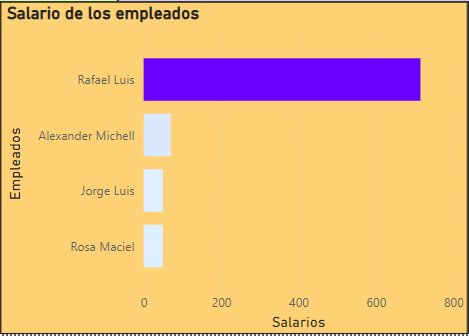 Salario de los empleados
Empleados
Rafael Luis
Alexander Michell
Jorge Luis
Rosa Maciel
0 200 400 600 800
Salarios